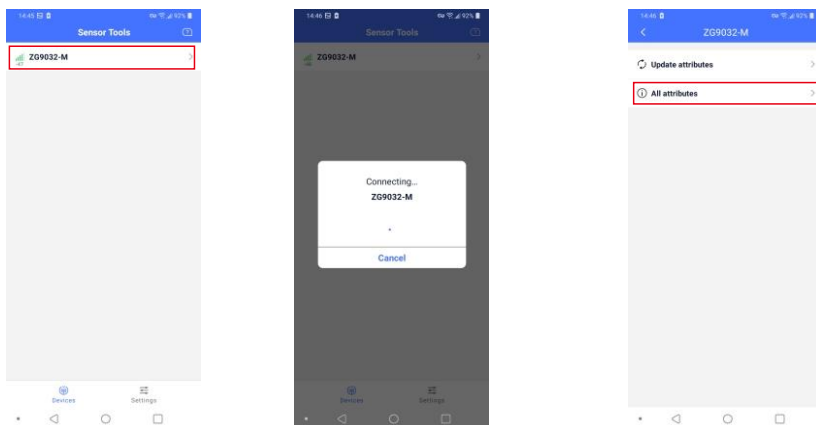 14:45
92%
Sensor Tools
ZG9032-M
Devices
Settings
14:46
92%
Sensor Tools
ZG9032-M
Connecting...
ZG9032-M
Cancel
Devices
Settings
14:46
92%
ZG9032-M
Update attributes
All attributes